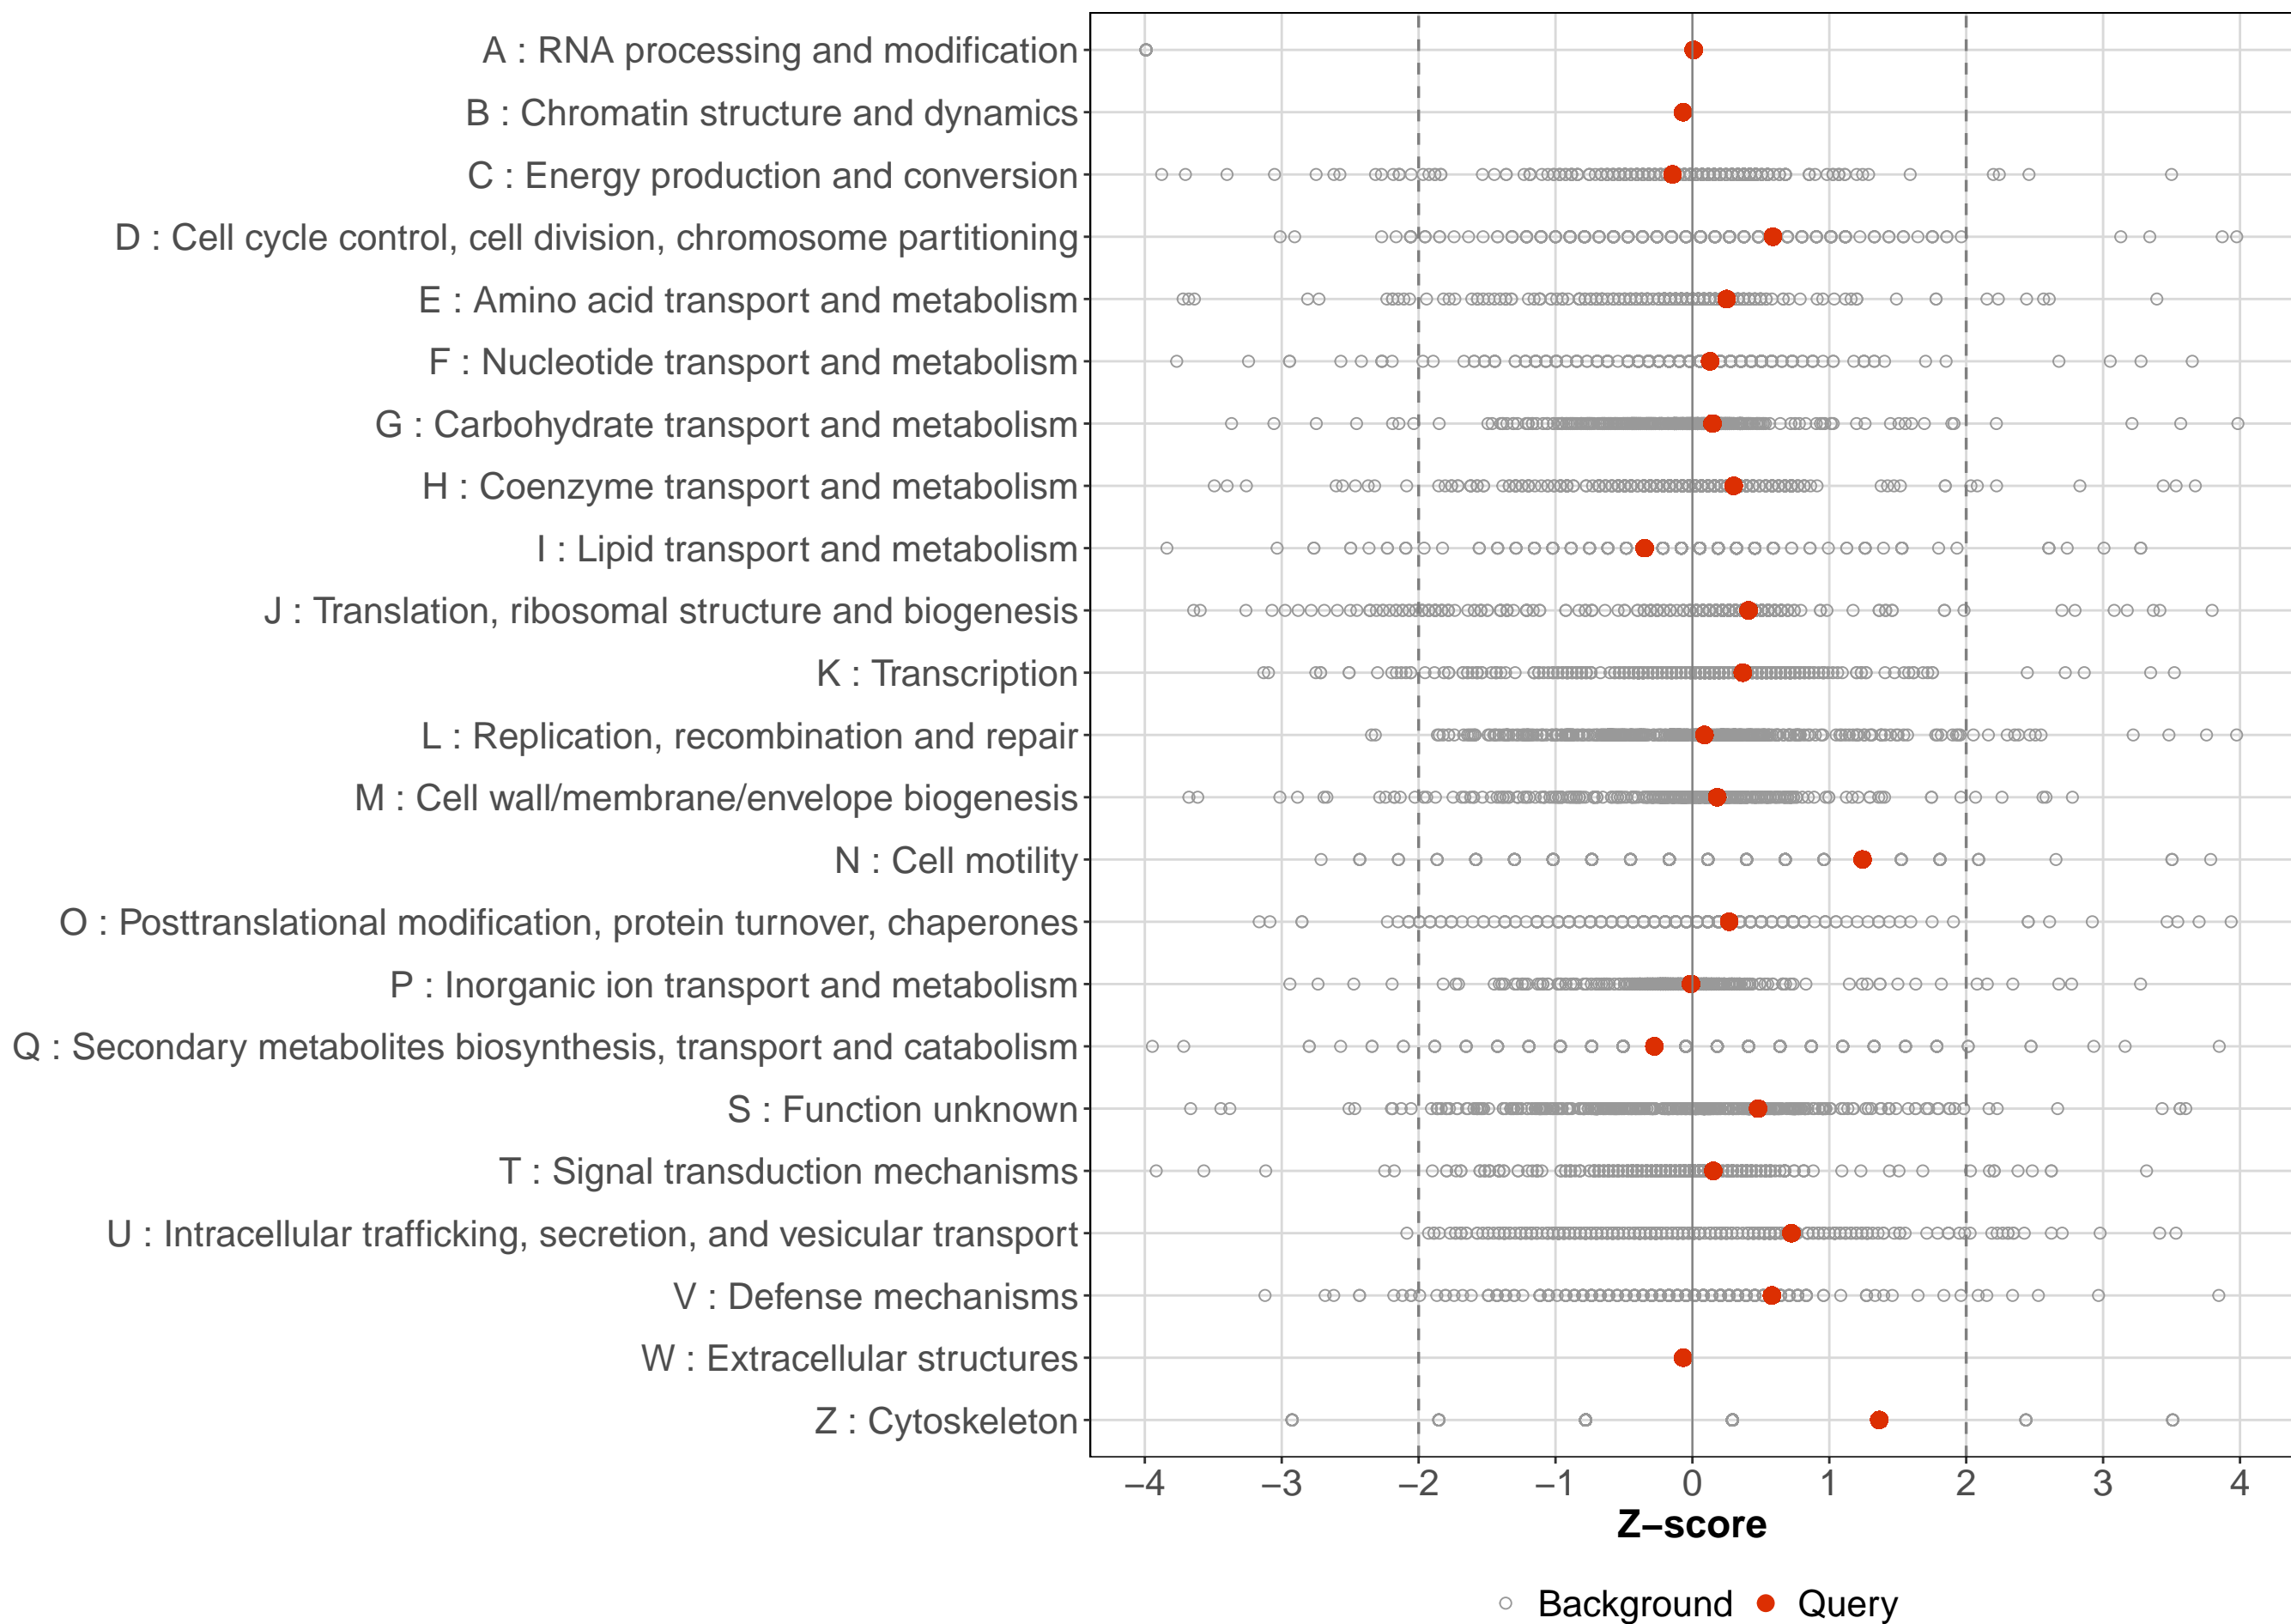 A : RNA processing and modification
B : Chromatin structure and dynamics
C : Energy production and conversion
D : Cell cycle control, cell division, chromosome partitioning
E : Amino acid transport and metabolism
F : Nucleotide transport and metabolism
G : Carbohydrate transport and metabolism
H : Coenzyme transport and metabolism
I : Lipid transport and metabolism
J : Translation, ribosomal structure and biogenesis
K : Transcription
L : Replication, recombination and repair
M : Cell wall/membrane/envelope biogenesis
N : Cell motility
O : Posttranslational modification, protein turnover, chaperones
P : Inorganic ion transport and metabolism
Q : Secondary metabolites biosynthesis, transport and catabolism
S : Function unknown
T : Signal transduction mechanisms
U : Intracellular trafficking, secretion, and vesicular transport
V : Defense mechanisms
W : Extracellular structures
Z : Cytoskeleton
−4 −3 −2 −1 0 1 2 3 4
Z−score
Background Query